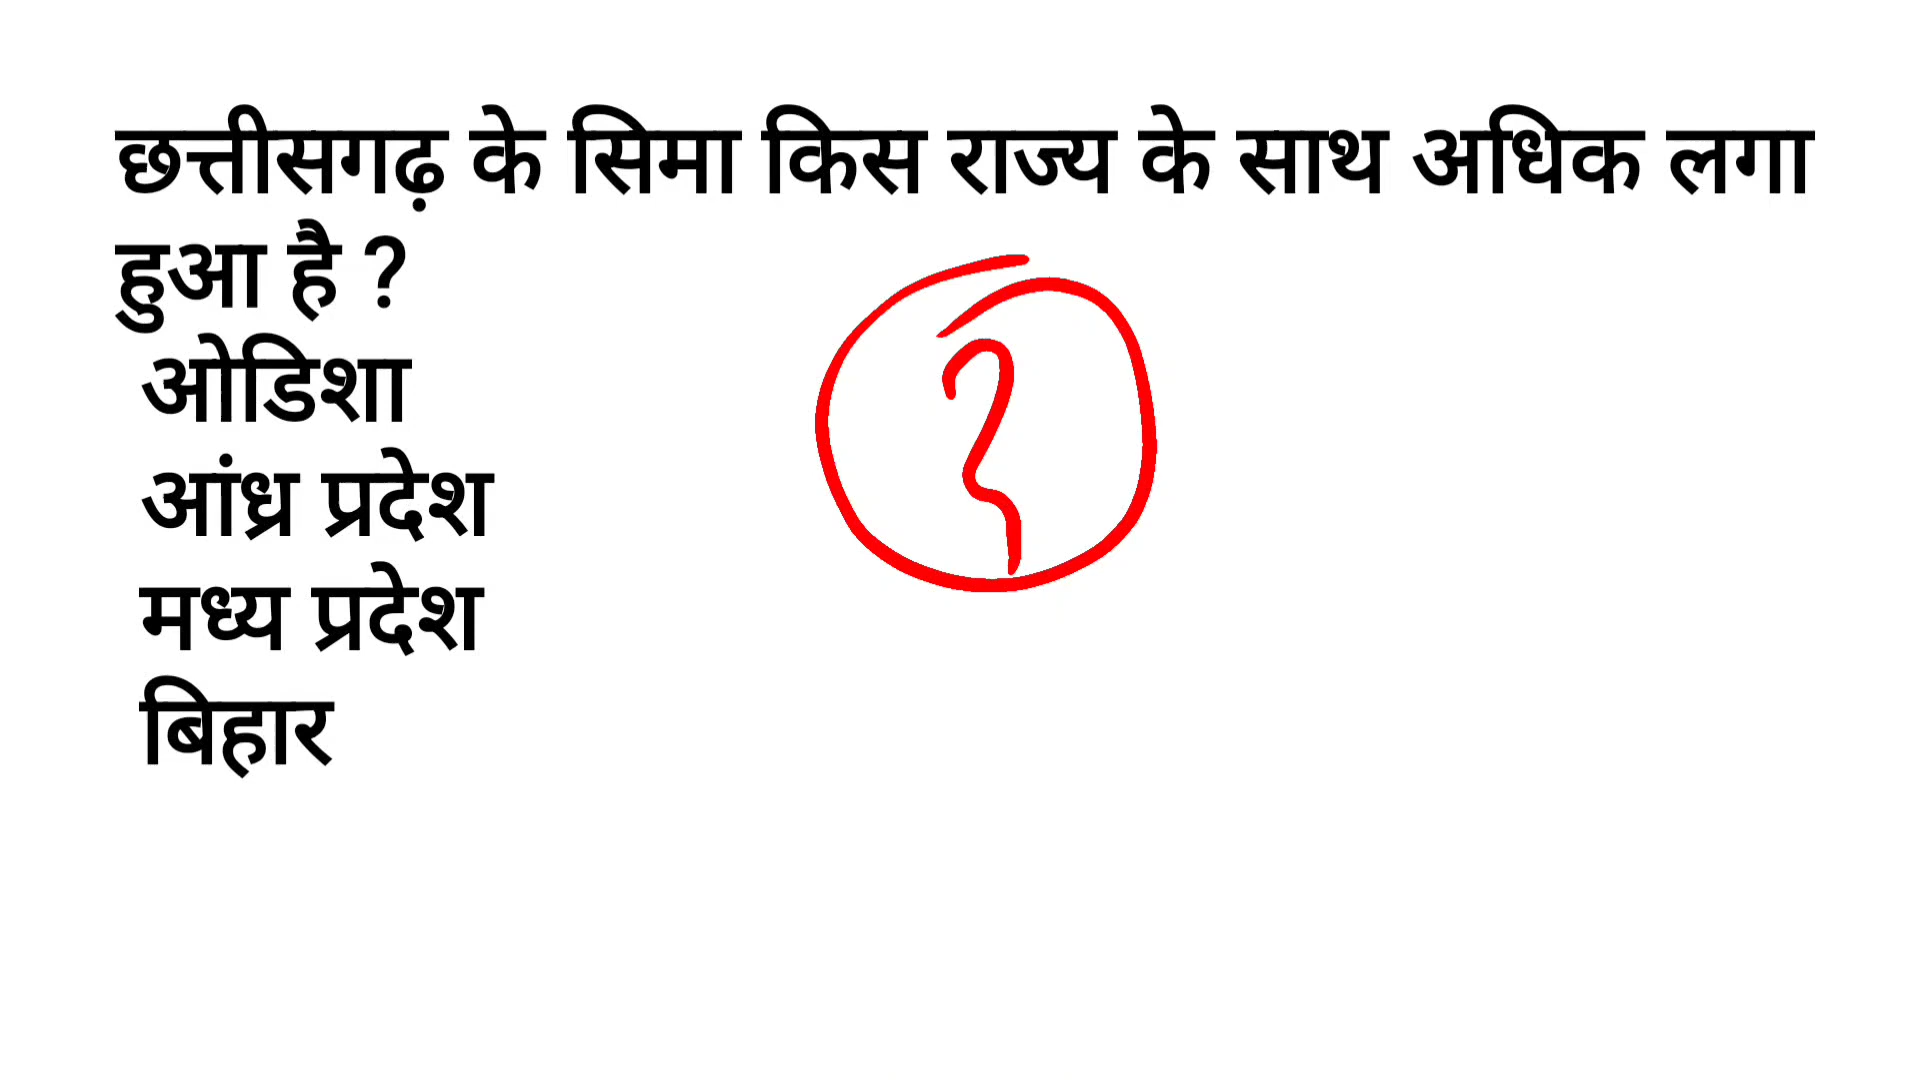 छत्तीसगढ़ के सिमा किस राज्य के साथ अधिक लगा
हुआ है ?
ओडिशा
आंध्र प्रदेश
मध्य प्रदेश
बिहार